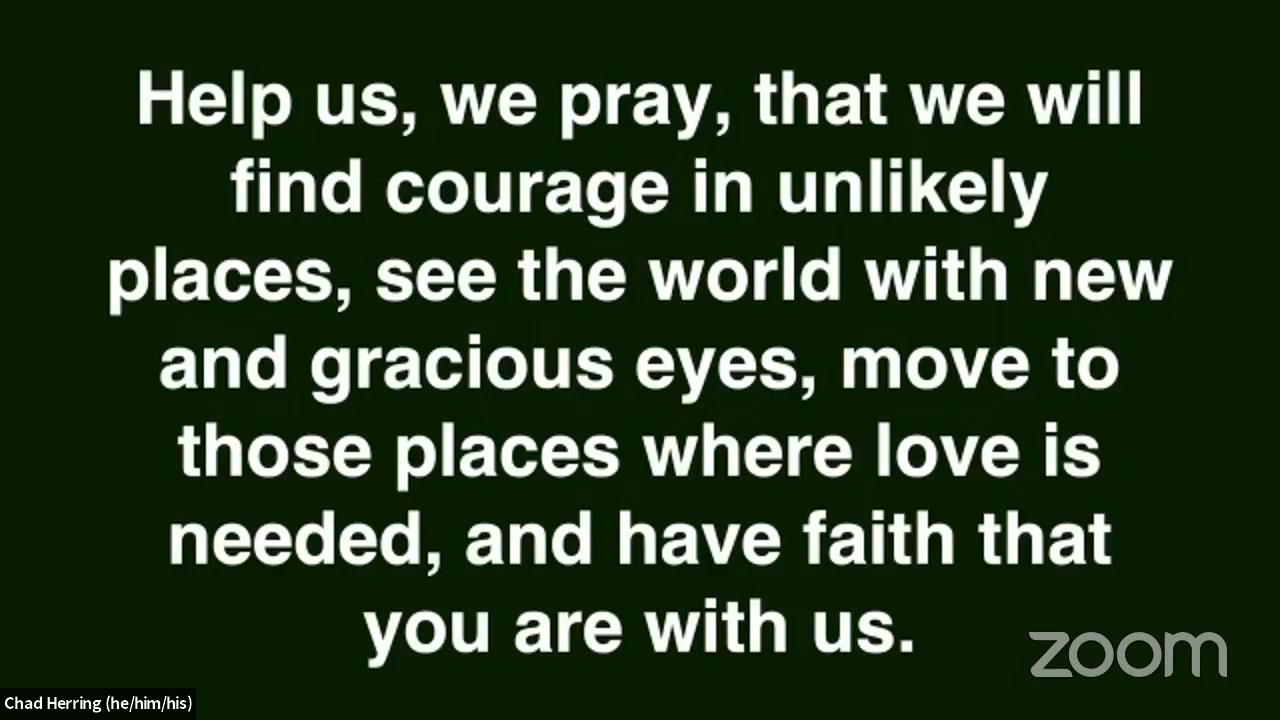 Help us, we pray, that we will
find courage in unlikely
places, see the world with new
and gracious eyes, move to
those places where love is
needed, and have faith that
you are with us.
zoom
Chad Herring (he/him/his)